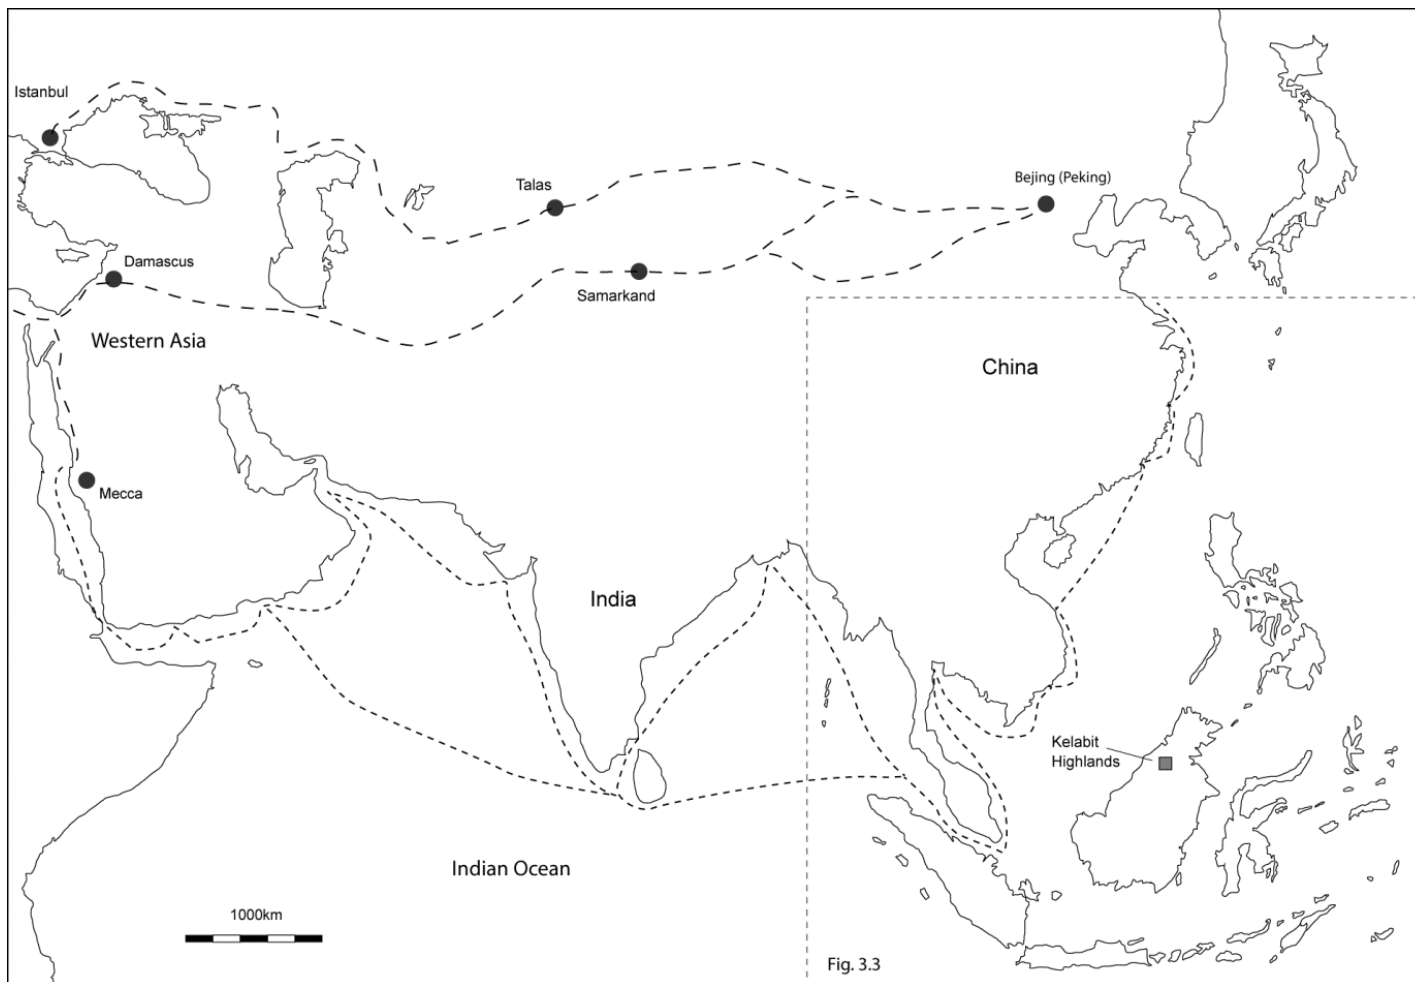 Istanbul
Talas
Bejing (Peking)
Damascus
Samarkand
Western Asia
China
Mecca
India
Kelabit
Highlands
Indian Ocean
1000km
Fig. 3.3